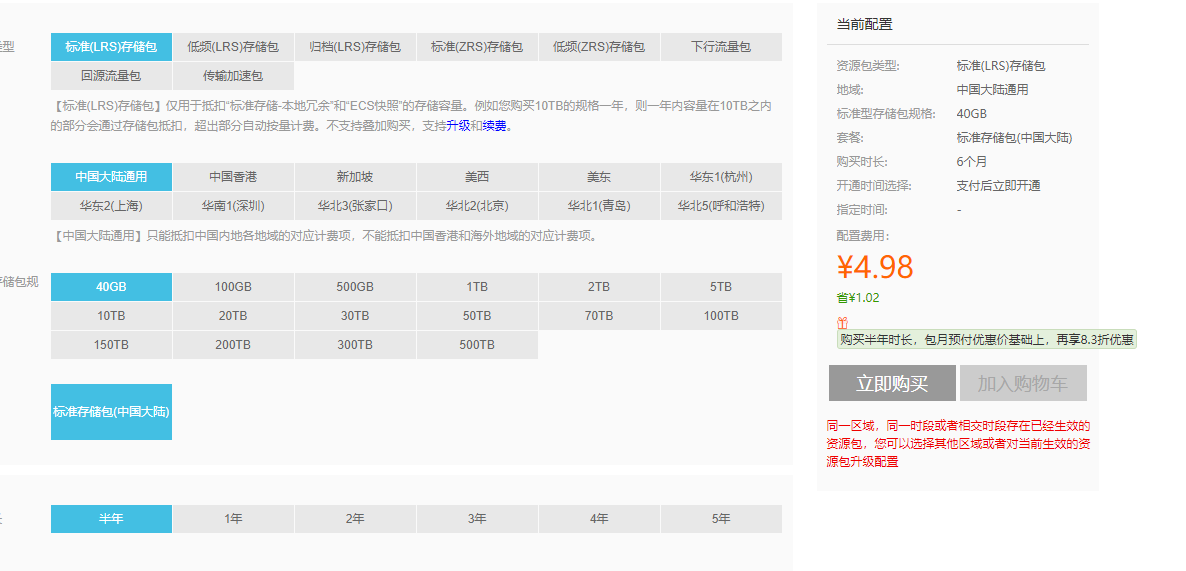 类型
标准(LRS)存储包
低频(LRS)存储包
归档(LRS)存储包
标准(ZRS)存储包
低频(ZRS)存储包
下行流量包
回源流量包
传输加速包
【标准(LRS)存储包】仅用于抵扣“标准存储-本地冗余”和“ECS快照”的存储容量。例如您购买10TB的规格一年，则一年内容量在10TB之内
的部分会通过存储包抵扣，超出部分自动按量计费。不支持叠加购买，支持升级和续费。
中国大陆通用
中国香港
新加坡
美西
美东
华东1(杭州)
华东2(上海)
华南1(深圳)
华北3(张家口)
华北2(北京)
华北1(青岛)
华北5(呼和浩特)
【中国大陆通用】只能抵扣中国内地各地域的对应计费项，不能抵扣中国香港和海外地域的对应计费项。
存储包规
40GB
100GB
500GB
1TB
2TB
5TB
10TB
20TB
30TB
50TB
70TB
100TB
150TB
200TB
300TB
500TB
标准存储包(中国大陆)
半年
1年
2年
3年
4年
5年
当前配置
资源包类型: 标准(LRS)存储包
地域: 中国大陆通用
标准型存储包规格: 40GB
套餐: 标准存储包(中国大陆)
购买时长: 6个月
开通时间选择: 支付后立即开通
指定时间: -
配置费用:
¥4.98
省¥1.02
购买半年时长，包月预付优惠价基础上，再享8.3折优惠
立即购买
加入购物车
同一区域，同一时段或者相交时段存在已经生效的
资源包，您可以选择其他区域或者对当前生效的资
源包升级配置